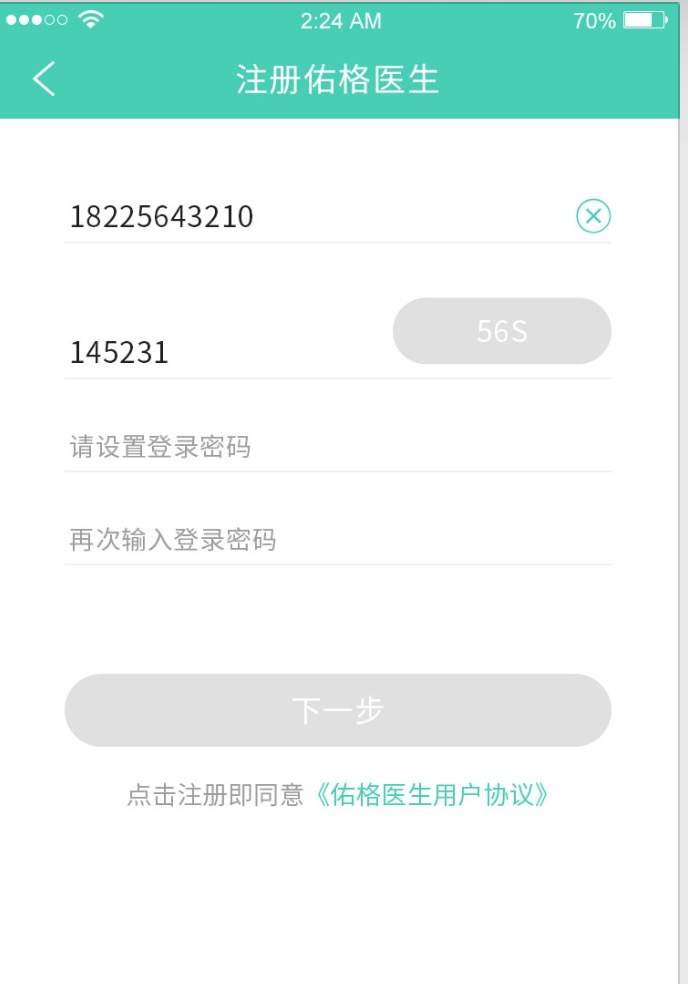 2:24 AM 70%
注册佑格医生
18225643210
56S
145231
请设置登录密码
再次输入登录密码
下一步
点击注册即同意《佑格医生用户协议》